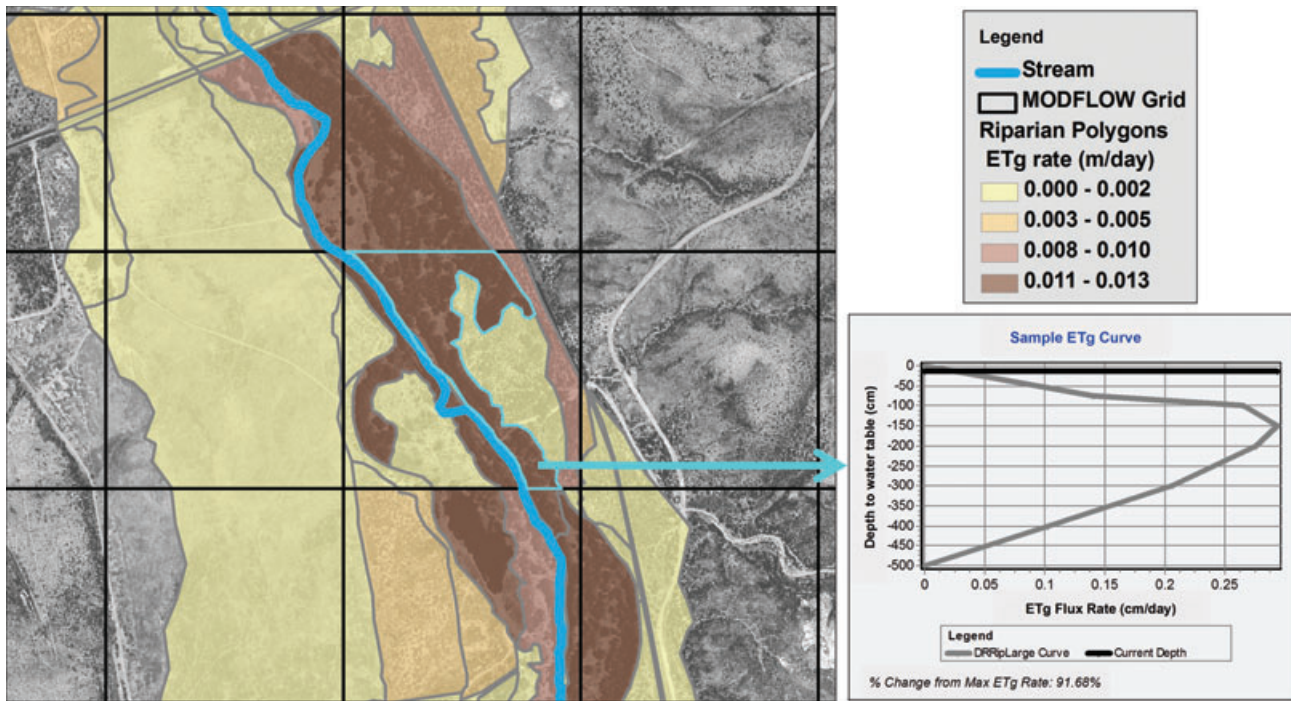 Legend
Stream
MODFLOW Grid
Riparian Polygons
ETg rate (m/day)
0.000 - 0.002
0.003 - 0.005
0.008 - 0.010
0.011 - 0.013
Sample ETg Curve
Depth to water table (cm)
0
-50
-100
-150
-200
-250
-300
-350
-400
-450
-500
0
0.05
0.1
0.15
0.2
0.25
ETg Flux Rate (cm/day)
Legend
DRRipLarge Curve
Current Depth
% Change from Max ETg Rate: 91.68%